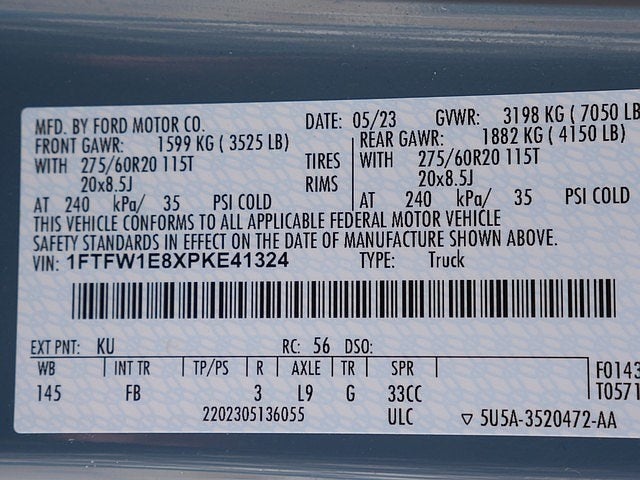 MFD. BY FORD MOTOR CO. DATE: 05/23 GVWR: 3198 KG ( 7050 LB
FRONT GAWR: 1599 KG ( 3525 LB) REAR GAWR: 1882 KG ( 4150 LB)
WITH 275/60R20 115T TIRES WITH 275/60R20 115T
20x8.5J RIMS 20x8.5J
AT 240 kPa/ 35 PSI COLD AT 240 kPa/ 35 PSI COLD
THIS VEHICLE CONFORMS TO ALL APPLICABLE FEDERAL MOTOR VEHICLE
SAFETY STANDARDS IN EFFECT ON THE DATE OF MANUFACTURE SHOWN ABOVE.
VIN: 1FTFW1E8XPKE41324 TYPE: Truck
EXT PNT: KU RC: 56 DSO:
WB INT TR TP/PS R AXLE TR SPR F0143
145 FB 3 L9 G 33CC T0571
2202305136055 ULC ▽ 5U5A-3520472-AA